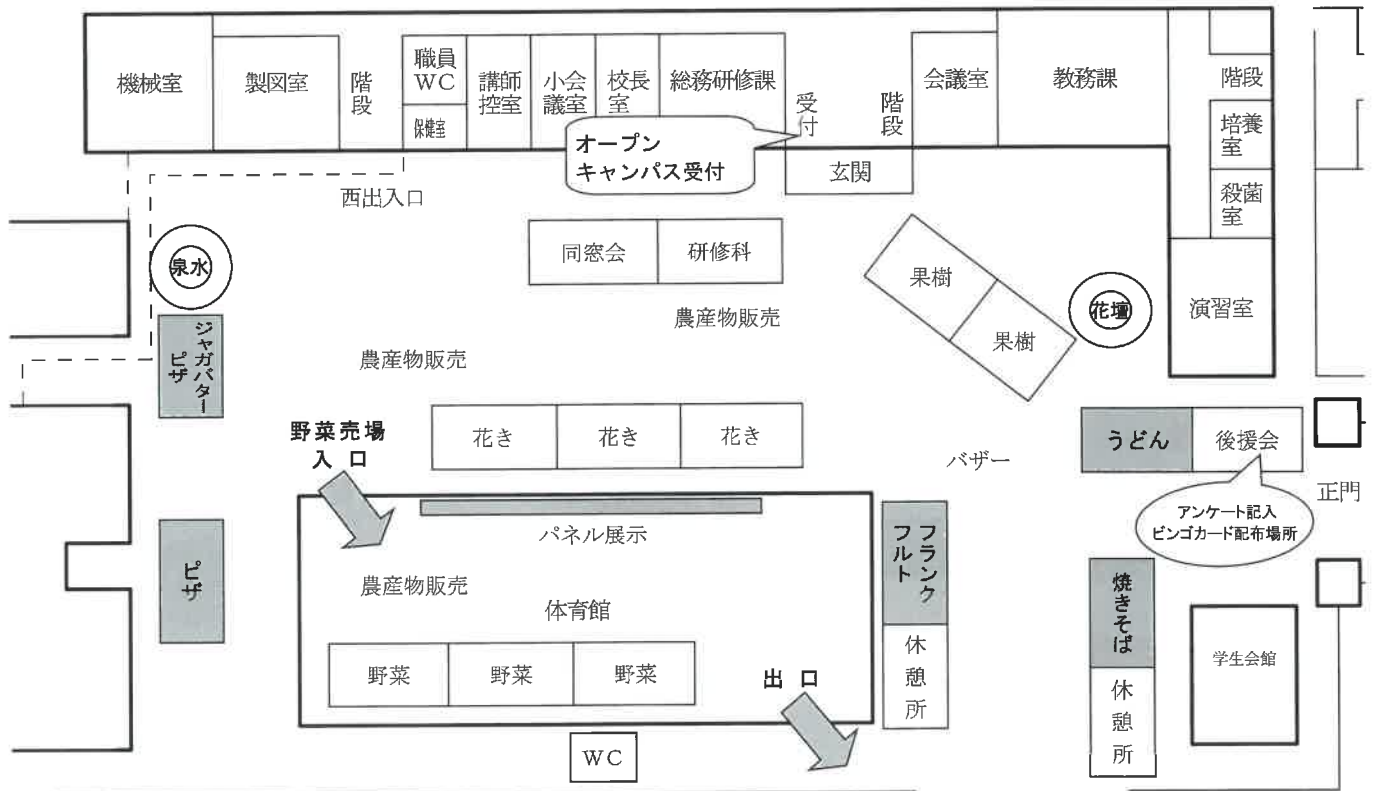 機械室
製図室
階段
職員
WC
保健室
講師
控室
小会
議室
校長
室
総務研修課
受付
階段
会議室
教務課
階段
培養
室
殺菌
室
演習室
オープン
キャンパス受付
玄関
西出入口
泉水
同窓会
研修科
果樹
果樹
花壇
農産物販売
農産物販売
ジャガバター
ピザ
野菜売場
入口
花き
花き
花き
バザー
うどん
後援会
正門
アンケート記入
ビンゴカード配布場所
パネル展示
フランク
フルト
ピザ
農産物販売
体育館
焼きそば
野菜
野菜
野菜
出口
休憩所
学生会館
休憩所
WC